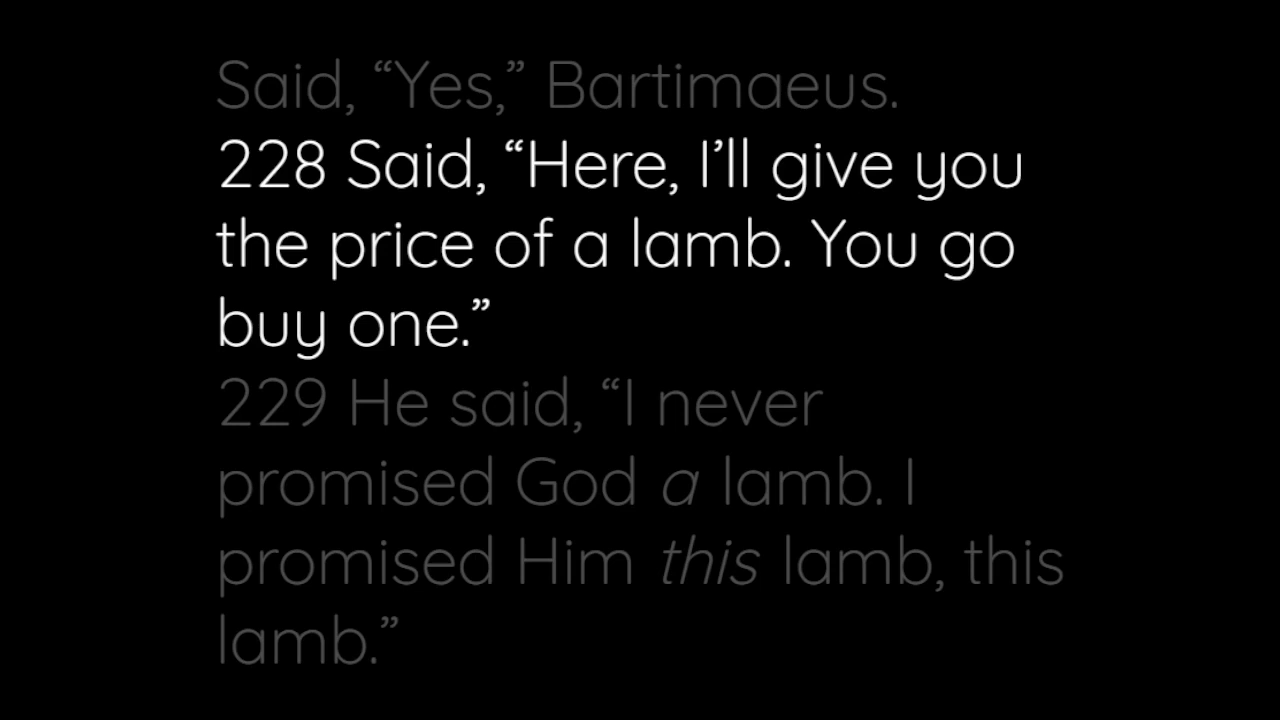 Said, “Yes,” Bartimaeus.
228 Said, “Here, I’ll give you
the price of a lamb. You go
buy one.”
229 He said, “I never
promised God a lamb. I
promised Him this lamb, this
lamb.”